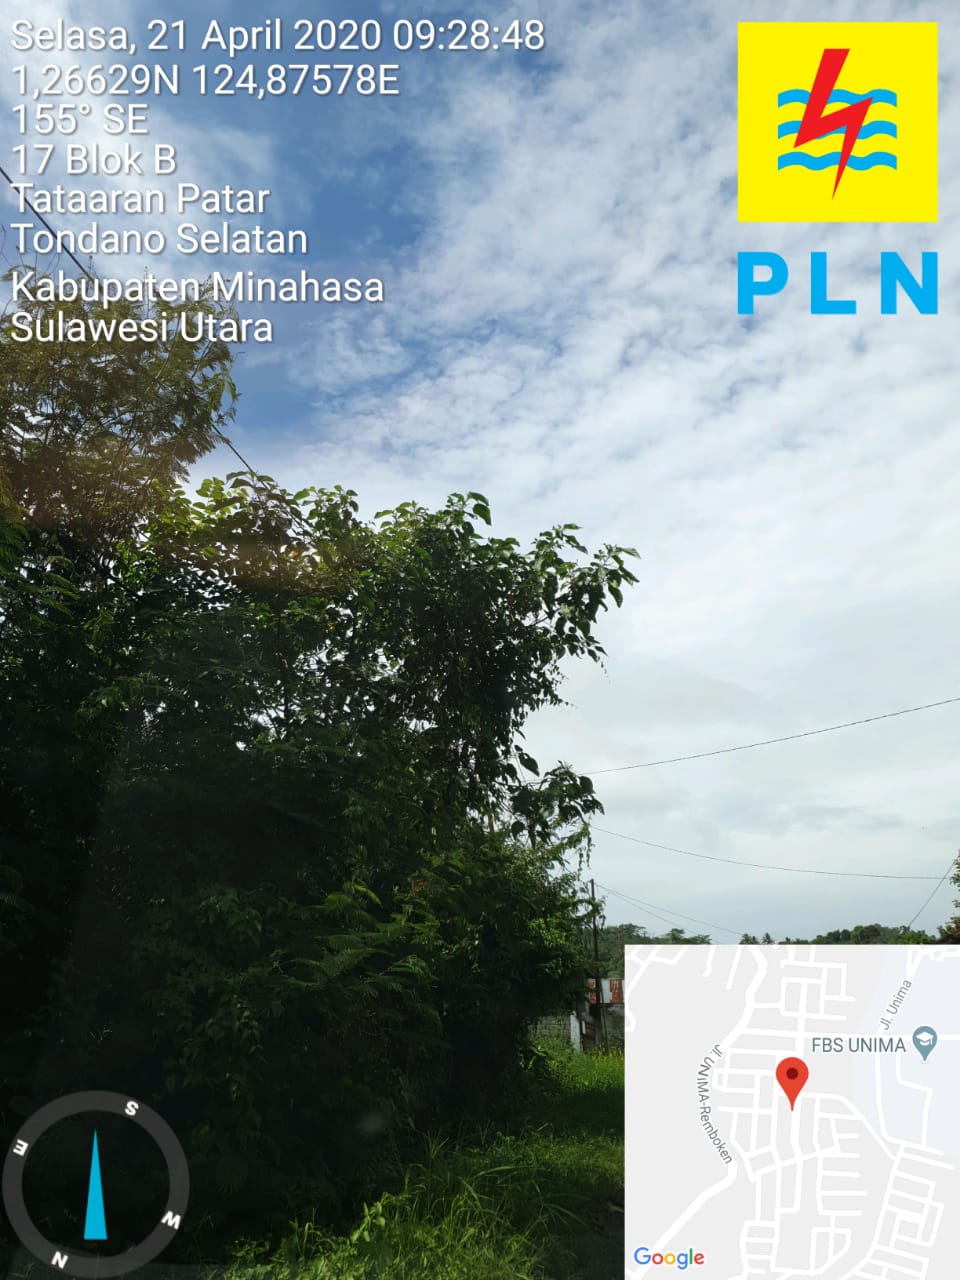 Selasa, 21 April 2020 09:28:48
1,26629N 124,87578E
155° SE
17 Blok B
Tataaran Patar
Tondano Selatan
Kabupaten Minahasa
Sulawesi Utara
PLN
Jl. Unima
FBS UNIMA
Jl. UNIMA-Remboken
Google
S
E
W
N